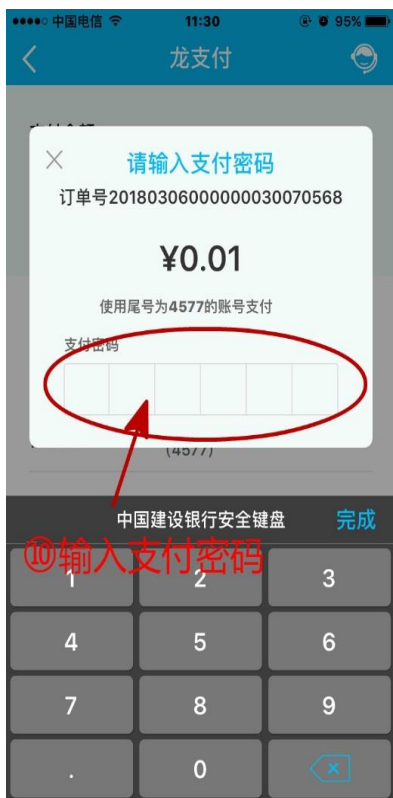 中国电信 11:30 95%
龙支付
请输入支付密码
订单号20180306000000030070568
¥0.01
使用尾号为4577的账号支付
支付密码
(4577)
中国建设银行安全键盘 完成
⑩输入支付密码
1 2 3
4 5 6
7 8 9
. 0